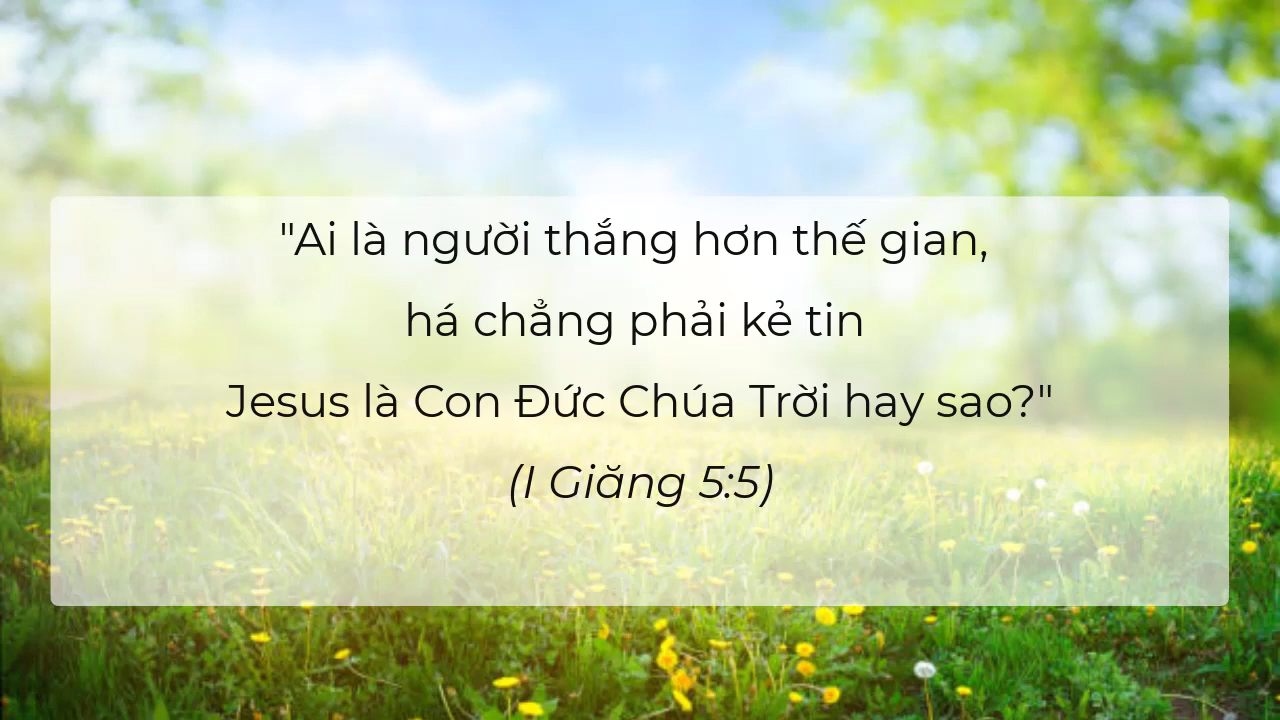 "Ai là người thắng hơn thế gian,
há chẳng phải kẻ tin
Jesus là Con Đức Chúa Trời hay sao?"
(I Giăng 5:5)